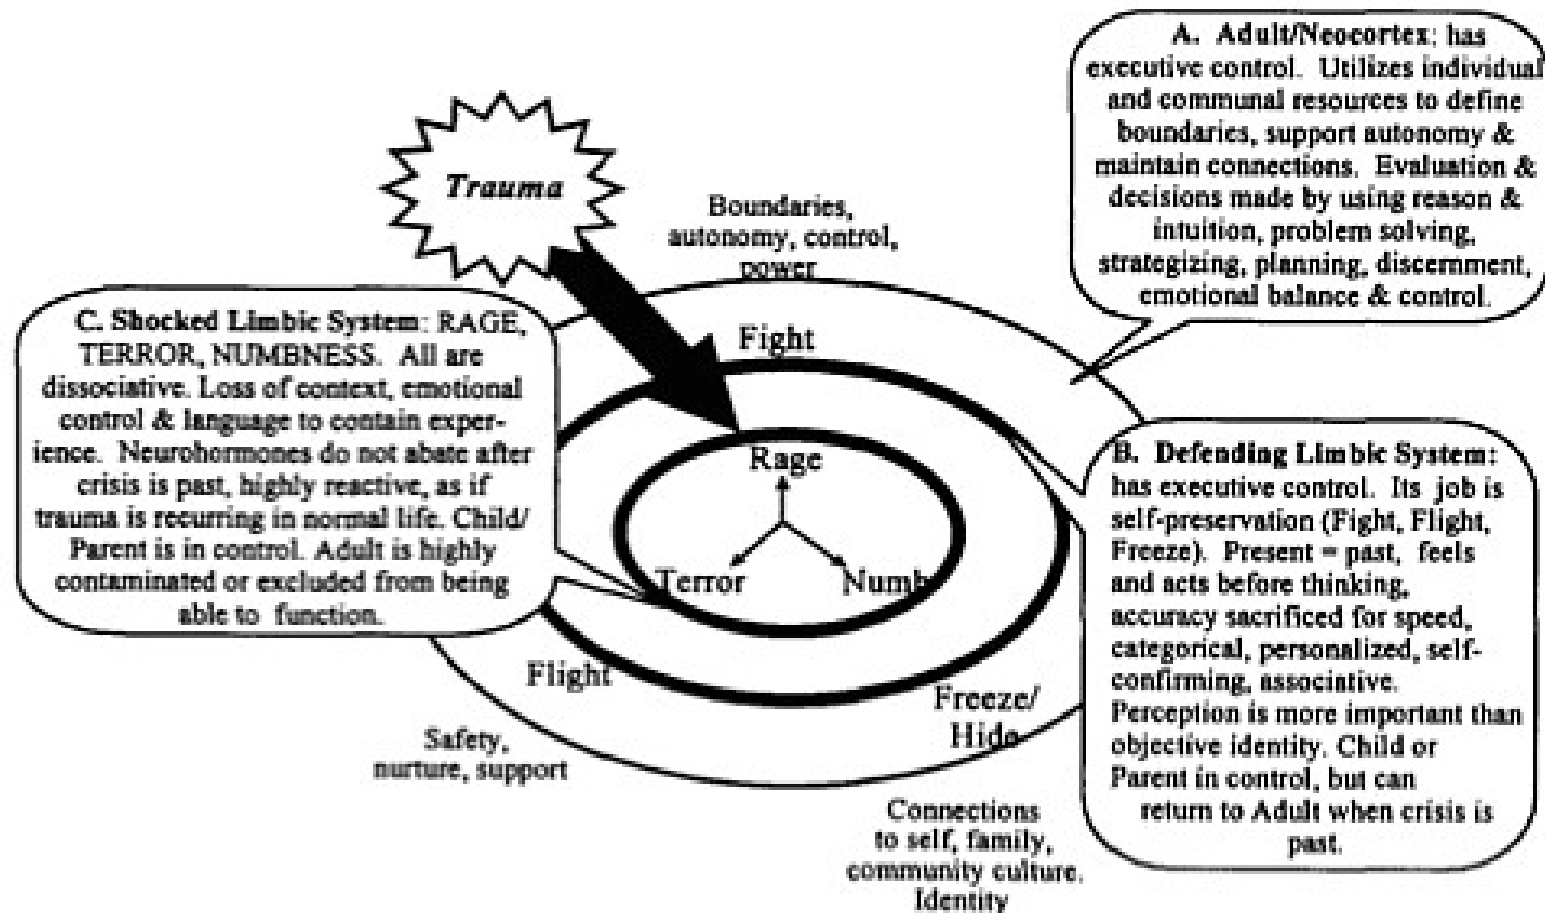 A. Adult/Neocortex: has
executive control. Utilizes individual
and communal resources to define
boundaries, support autonomy &
maintain connections. Evaluation &
decisions made by using reason &
intuition, problem solving,
strategizing, planning, discernment,
emotional balance & control.
Trauma
Boundaries,
autonomy, control,
power
C. Shocked Limbic System: RAGE,
TERROR, NUMBNESS. All are
dissociative. Loss of context, emotional
control & language to contain exper-
ience. Neurohormones do not abate after
crisis is past, highly reactive, as if
trauma is recurring in normal life. Child/
Parent is in control. Adult is highly
contaminated or excluded from being
able to function.
Fight
Rage
Terror
Numb
B. Defending Limbic System:
has executive control. Its job is
self-preservation (Fight, Flight,
Freeze). Present = past, feels
and acts before thinking,
accuracy sacrificed for speed,
categorical, personalized, self-
confirming, associative.
Perception is more important than
objective identity. Child or
Parent in control, but can
return to Adult when crisis is
past.
Flight
Freeze/
Hide
Safety,
nurture, support
Connections
to self, family,
community culture.
Identity